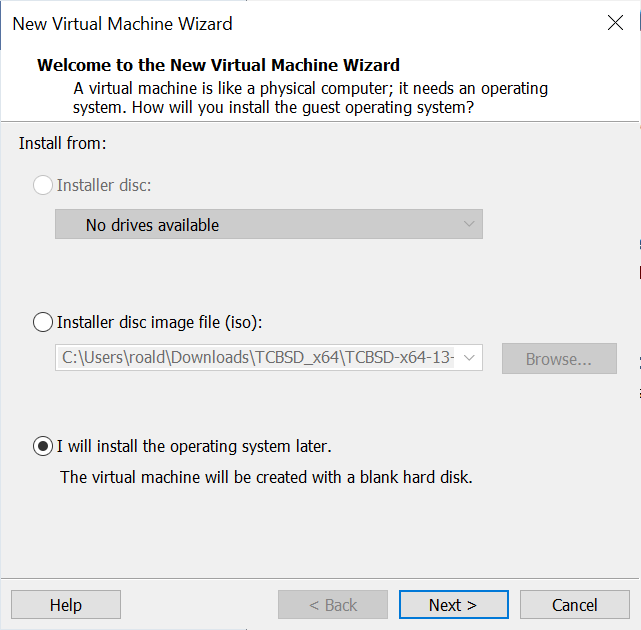 New Virtual Machine Wizard
Welcome to the New Virtual Machine Wizard
A virtual machine is like a physical computer; it needs an operating
system. How will you install the guest operating system?
Install from:
Installer disc:
No drives available
Installer disc image file (iso):
C:\Users\roald\Downloads\TCBSD_x64\TCBSD-x64-13-
Browse...
I will install the operating system later.
The virtual machine will be created with a blank hard disk.
Help
< Back
Next >
Cancel